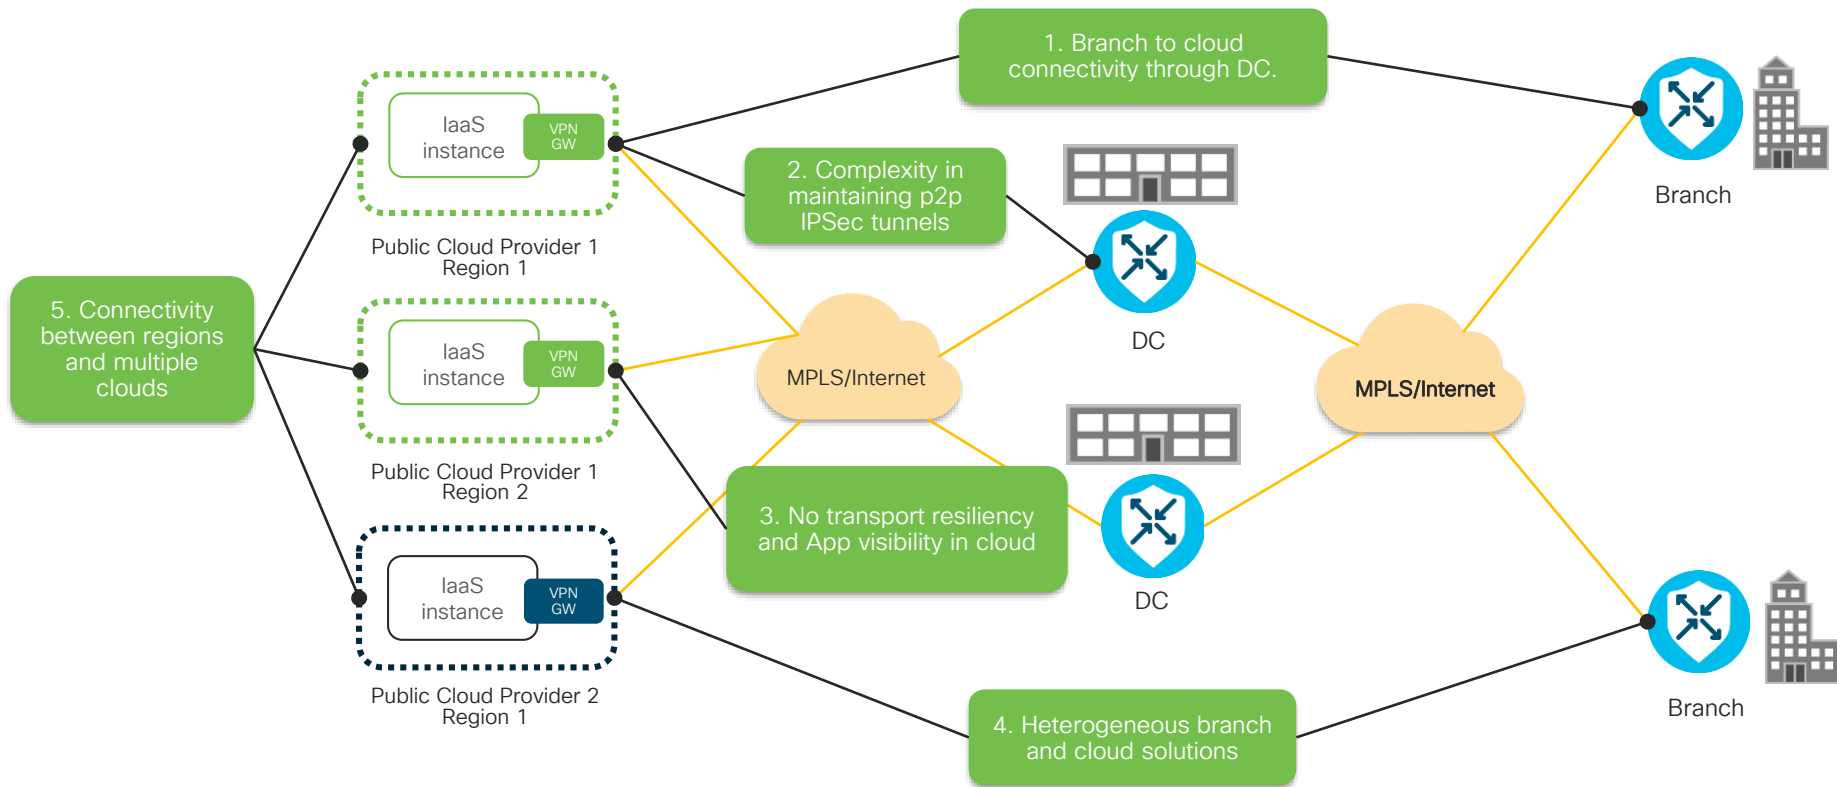 1. Branch to cloud
connectivity through DC.
IaaS
instance
VPN
GW
Public Cloud Provider 1
Region 1
2. Complexity in
maintaining p2p
IPSec tunnels
Branch
DC
5. Connectivity
between regions
and multiple
clouds
IaaS
instance
VPN
GW
Public Cloud Provider 1
Region 2
MPLS/Internet
MPLS/Internet
3. No transport resiliency
and App visibility in cloud
DC
IaaS
instance
VPN
GW
Public Cloud Provider 2
Region 1
4. Heterogeneous branch
and cloud solutions
Branch